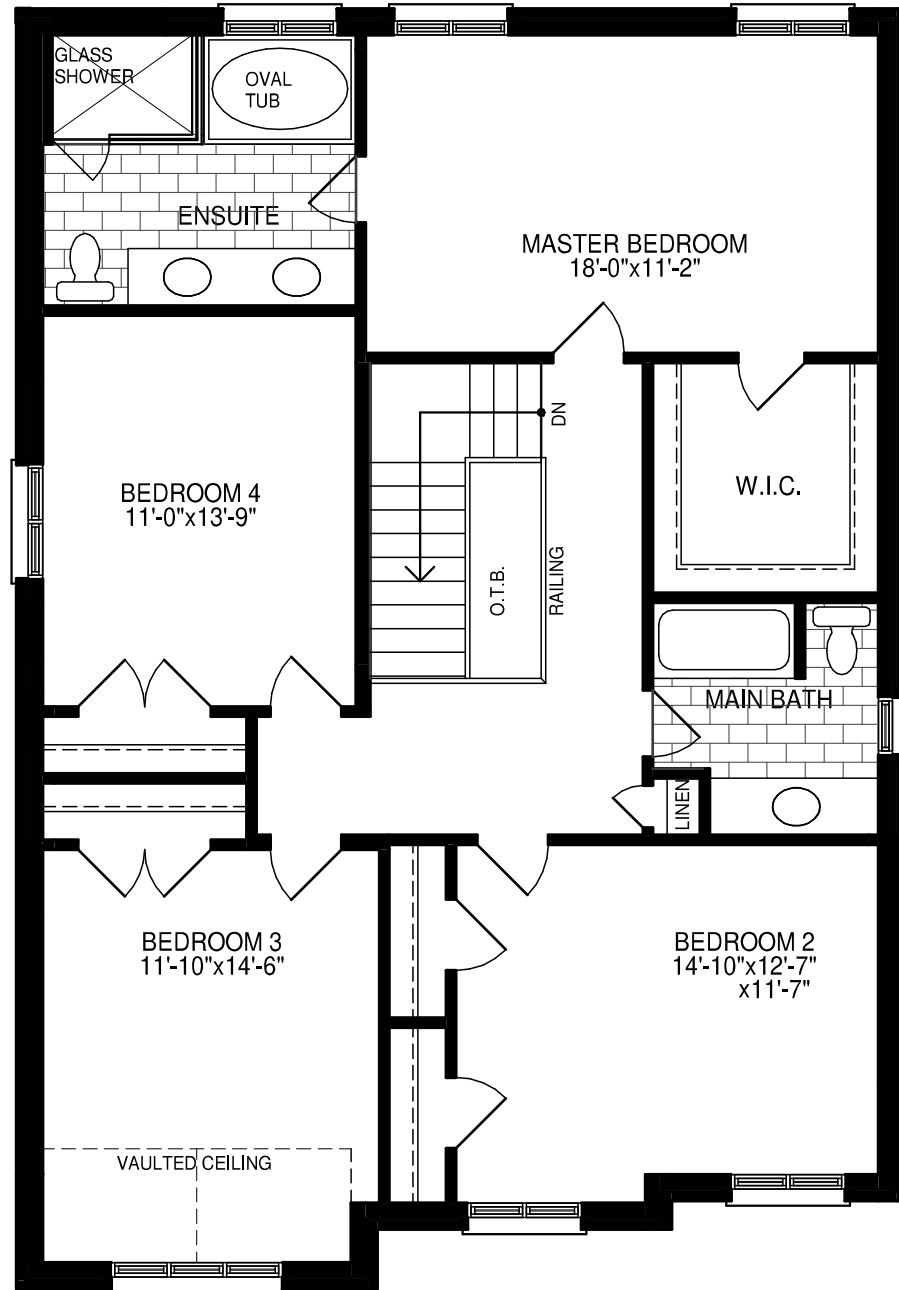 GLASS
SHOWER
OVAL
TUB
ENSUITE
MASTER BEDROOM
18'-0"x11'-2"
DN
BEDROOM 4
11'-0"x13'-9"
W.I.C.
O.T.B.
RAILING
MAIN BATH
LINEN
BEDROOM 3
11'-10"x14'-6"
BEDROOM 2
14'-10"x12'-7"
x11'-7"
VAULTED CEILING